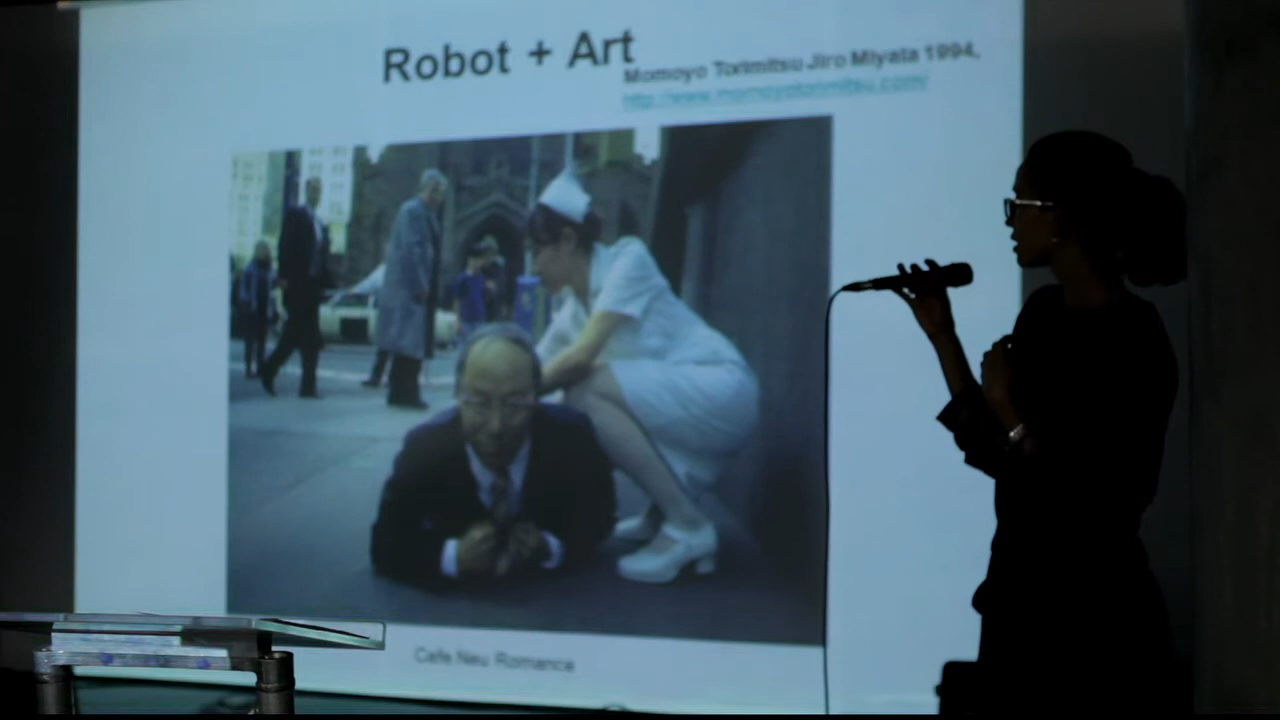 Robot + Art
Momoyo Torimitsu Jiro Miyata 1994,
http://www.momoyotorimitsu.com/
Cafe Neu Romance